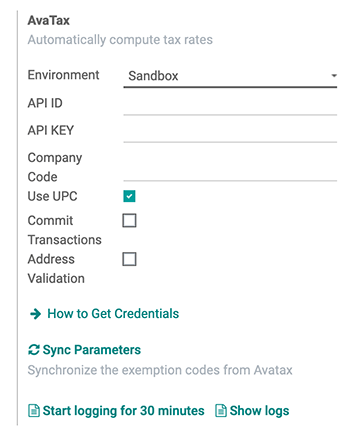 AvaTax
Automatically compute tax rates
Environment Sandbox
API ID
API KEY
Company
Code
Use UPC
Commit
Transactions
Address
Validation
How to Get Credentials
Sync Parameters
Synchronize the exemption codes from Avatax
Start logging for 30 minutes Show logs